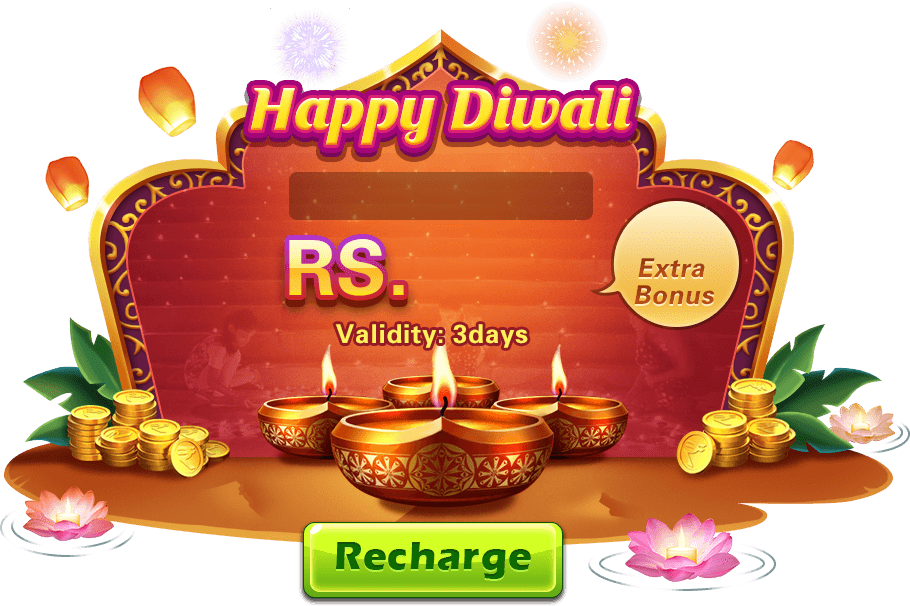 Happy Diwali
RS.
Extra
Bonus
Validity: 3days
Recharge